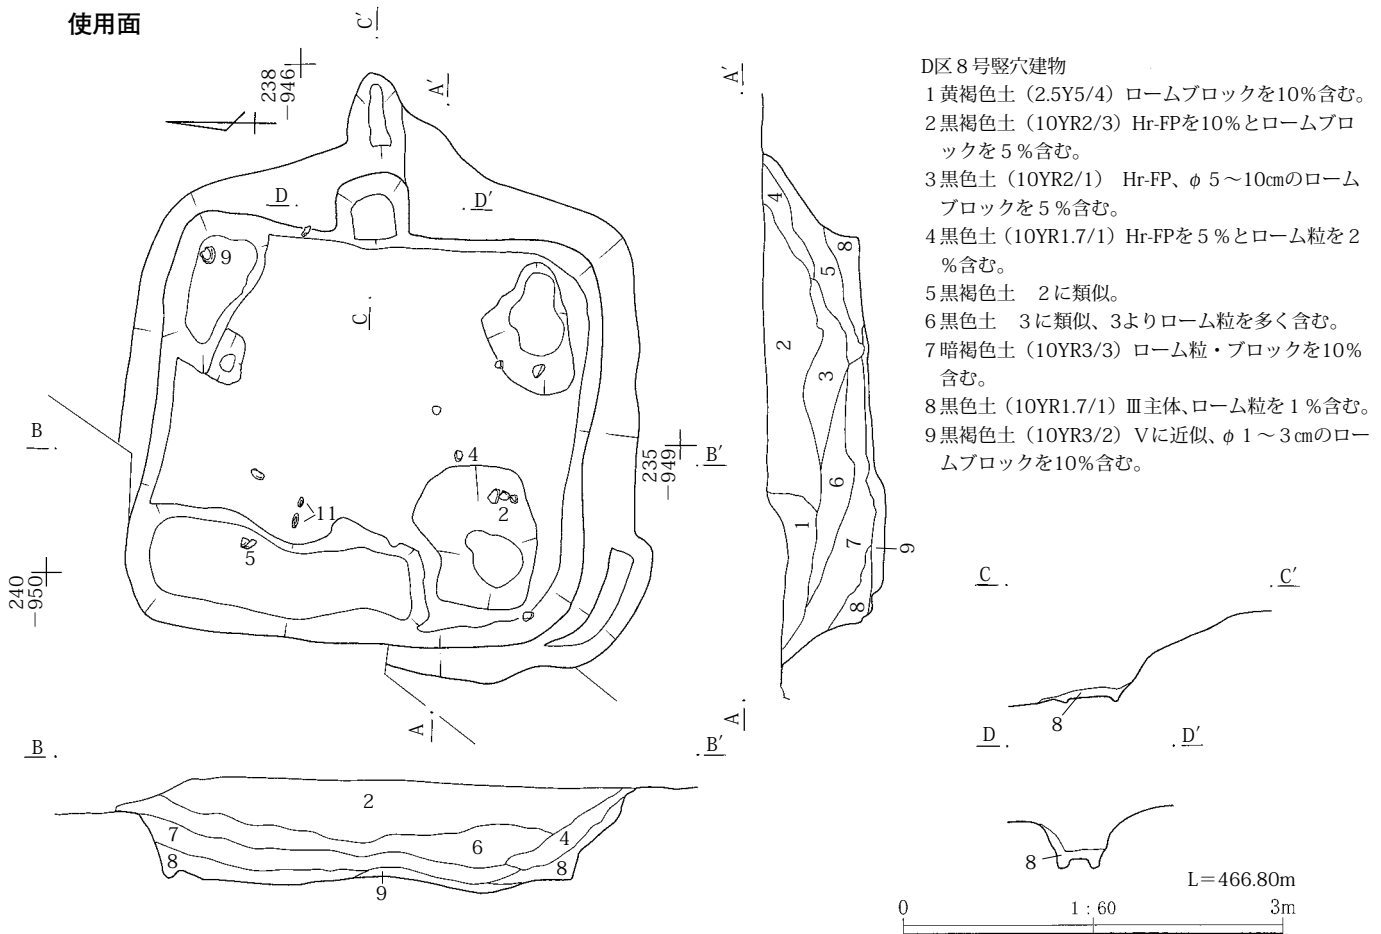 使用面
C′
A′
238
−946
D
D′
9
C
B
B′
235
−949
4
2
11
5
240
−950
A
A′
4
8
5
2
3
6
1
7
9
8
A
D区８号竪穴建物
1 黄褐色土（2.5Y5/4）ロームブロックを10%含む。
2 黒褐色土（10YR2/3）Hr-FPを10%とロームブロ
ックを５%含む。
3 黒色土（10YR2/1）　Hr-FP、φ５～10㎝のローム
ブロックを５%含む。
4 黒色土（10YR1.7/1）Hr-FPを５%とローム粒を２
%含む。
5 黒褐色土　２に類似。
6 黒色土　３に類似、3よりローム粒を多く含む。
7 暗褐色土（10YR3/3）ローム粒・ブロックを10%
含む。
8 黒色土（10YR1.7/1）Ⅲ主体、ローム粒を１%含む。
9 黒褐色土（10YR3/2）Ⅴに近似、φ１～３㎝のロー
ムブロックを10%含む。
C
C′
8
D
D′
8
B
B′
2
7
6
4
8
8
9
L＝466.80m
0
1：60
3m